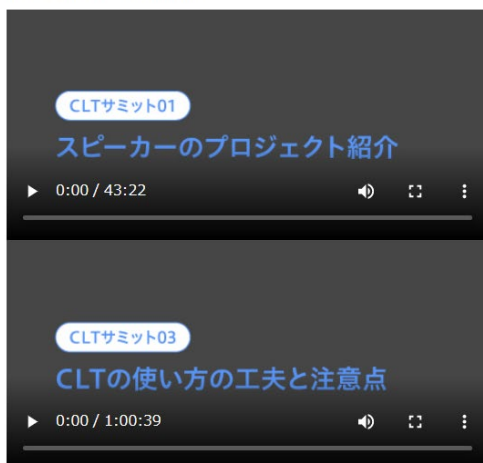 CLTサミット01
スピーカーのプロジェクト紹介
0:00 / 43:22
CLTサミット03
CLTの使い方の工夫と注意点
0:00 / 1:00:39